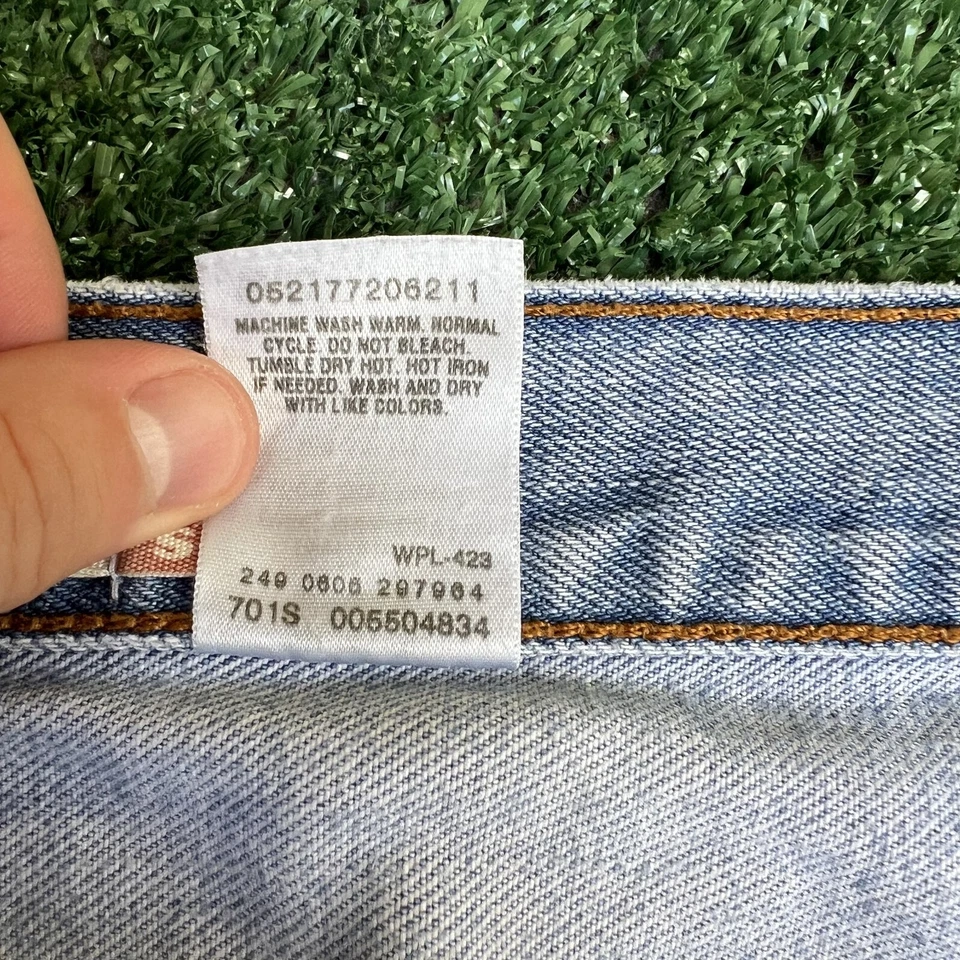 052177206211
MACHINE WASH WARM. NORMAL
CYCLE. DO NOT BLEACH.
TUMBLE DRY HOT. HOT IRON
IF NEEDED. WASH AND DRY
WITH LIKE COLORS.
WPL-423
249 0606 297964
701S 005504834